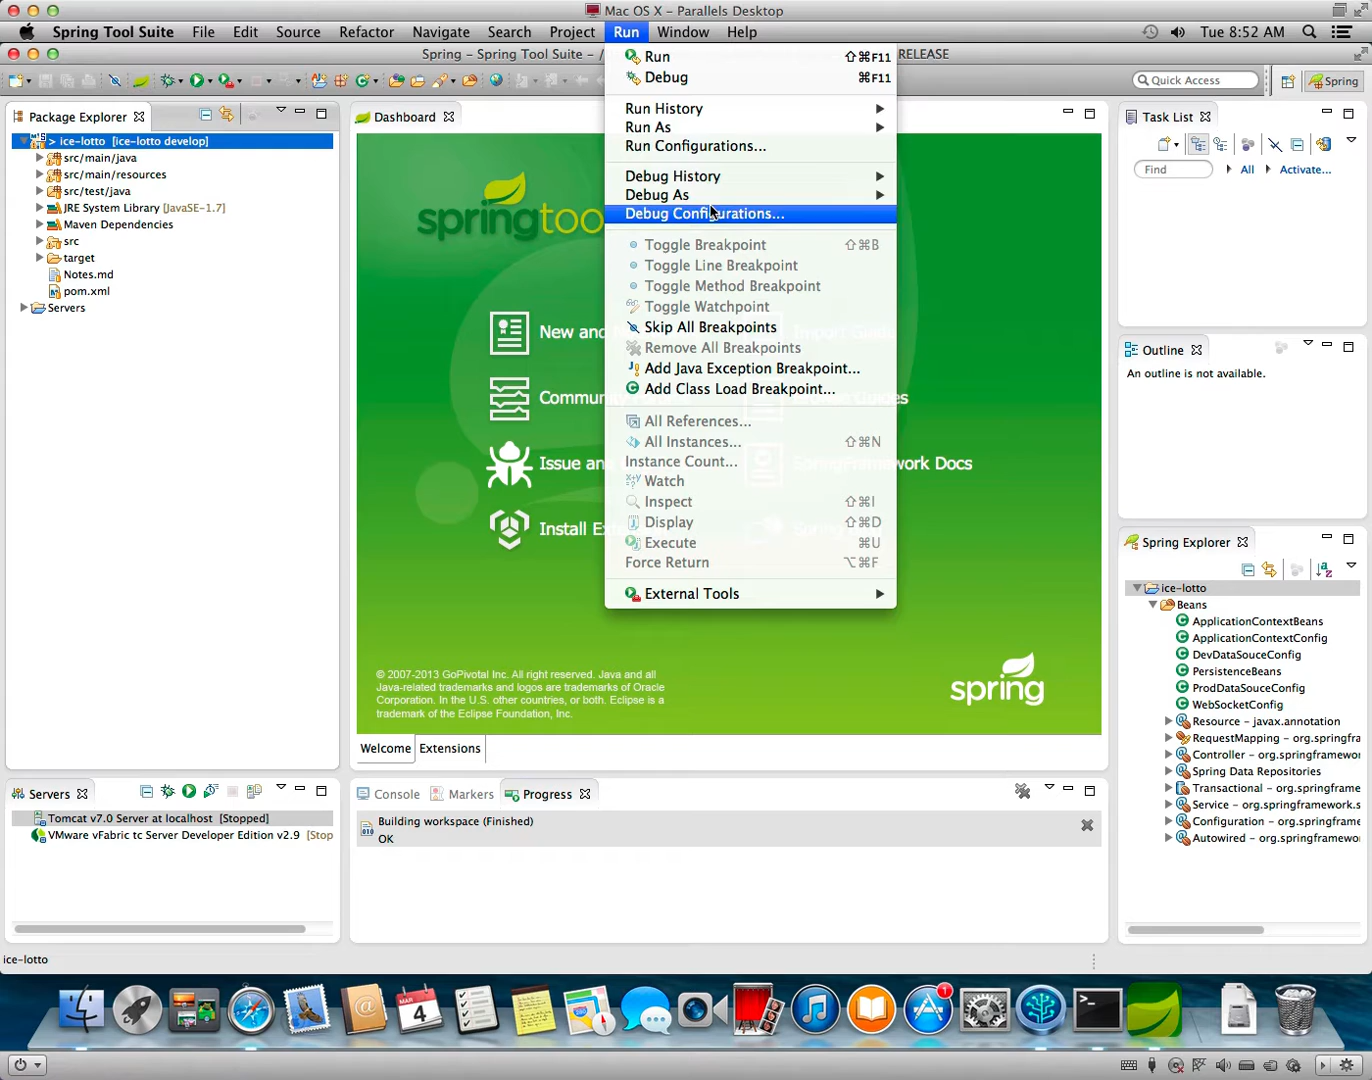 Mac OS X - Parallels Desktop
Spring Tool Suite File Edit Source Refactor Navigate Search Project Run Window Help Tue 8:52 AM
Spring - Spring Tool Suite - / RELEASE
Quick Access Spring
Package Explorer
> ice-lotto [ice-lotto develop]
src/main/java
src/main/resources
src/test/java
JRE System Library [JavaSE-1.7]
Maven Dependencies
src
target
Notes.md
pom.xml
Servers
Dashboard
spring
New and
Community
Issue and
Install Ex
Import Guide
Guides
SpringFramework Docs
© 2007-2013 GoPivotal Inc. All right reserved. Java and all
Java-related trademarks and logos are trademarks of Oracle
Corporation. In the U.S. other countries, or both. Eclipse is a
trademark of the Eclipse Foundation, Inc.
spring
Welcome Extensions
Run ⇧⌘F11
Debug ⌘F11
Run History
Run As
Run Configurations...
Debug History
Debug As
Debug Configurations...
Toggle Breakpoint ⇧⌘B
Toggle Line Breakpoint
Toggle Method Breakpoint
Toggle Watchpoint
Skip All Breakpoints
Remove All Breakpoints
Add Java Exception Breakpoint...
Add Class Load Breakpoint...
All References...
All Instances... ⇧⌘N
Instance Count...
Watch
Inspect ⇧⌘I
Display ⇧⌘D
Execute ⌘U
Force Return ⌥⌘F
External Tools
Task List
Find All Activate...
Outline
An outline is not available.
Spring Explorer
ice-lotto
Beans
ApplicationContextBeans
ApplicationContextConfig
DevDataSouceConfig
PersistenceBeans
ProdDataSouceConfig
WebSocketConfig
Resource - javax.annotation
RequestMapping - org.springfra
Controller - org.springframewo
Spring Data Repositories
Transactional - org.springframe
Service - org.springframework.s
Configuration - org.springframe
Autowired - org.springframewo
Servers
Tomcat v7.0 Server at localhost [Stopped]
VMware vFabric tc Server Developer Edition v2.9 [Stop
Console Markers Progress
Building workspace (Finished)
OK
ice-lotto
MAR
4
1